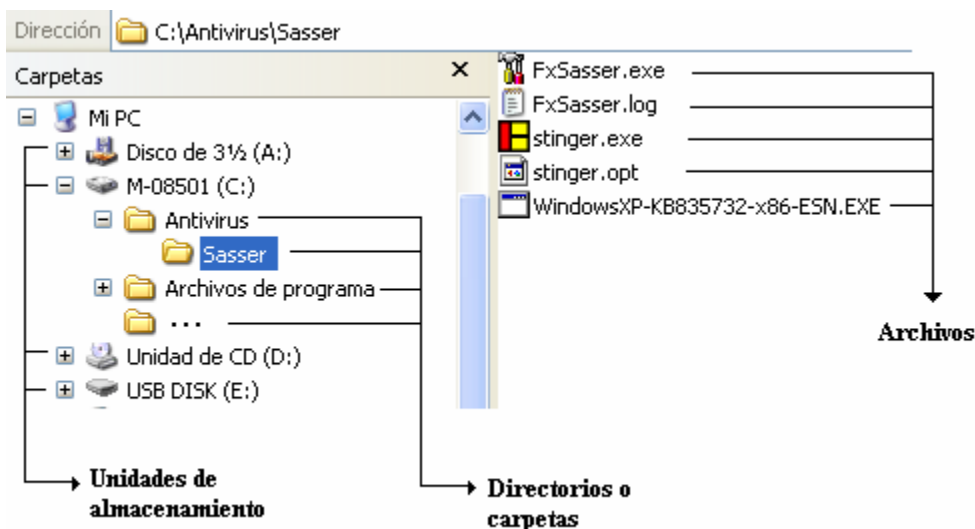 Dirección C:\Antivirus\Sasser
Carpetas
Mi PC
Disco de 3½ (A:)
M-08501 (C:)
Antivirus
Sasser
Archivos de programa
...
Unidad de CD (D:)
USB DISK (E:)
FxSasser.exe
FxSasser.log
stinger.exe
stinger.opt
WindowsXP-KB835732-x86-ESN.EXE
Archivos
Unidades de
almacenamiento
Directorios o
carpetas